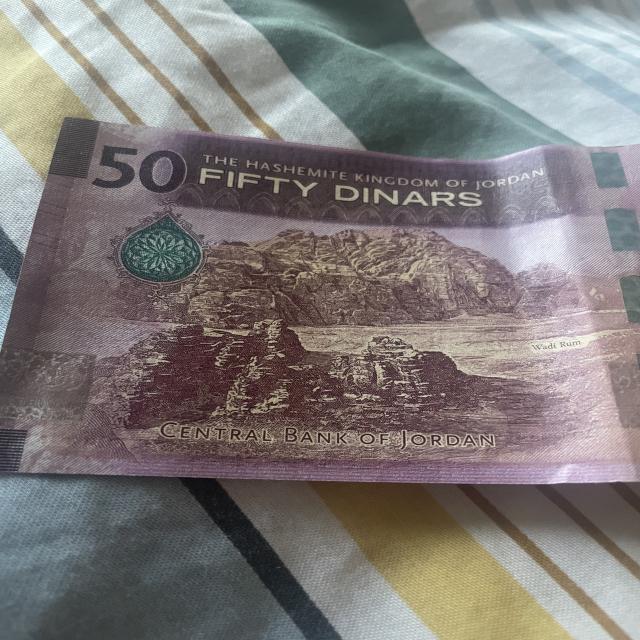 50
THE HASHEMITE KINGDOM OF JORDAN
FIFTY DINARS
Wadi Rum
CENTRAL BANK OF JORDAN